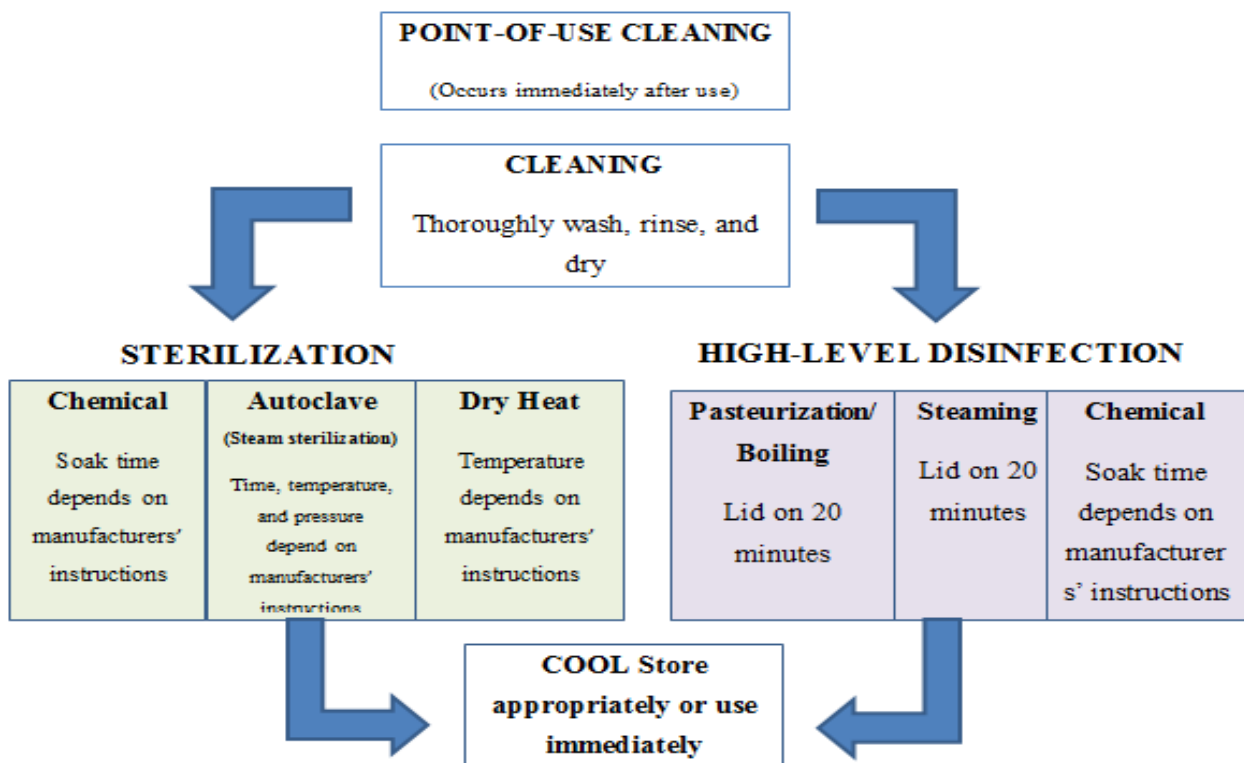 POINT-OF-USE CLEANING
(Occurs immediately after use)
CLEANING
Thoroughly wash, rinse, and
dry
STERILIZATION
Chemical
Soak time
depends on
manufacturers'
instructions
Autoclave
(Steam sterilization)
Time, temperature,
and pressure
depend on
manufacturers'
instructions
Dry Heat
Temperature
depends on
manufacturers'
instructions
HIGH-LEVEL DISINFECTION
Pasteurization/
Boiling
Lid on 20
minutes
Steaming
Lid on 20
minutes
Chemical
Soak time
depends on
manufacturer
s' instructions
COOL Store
appropriately or use
immediately